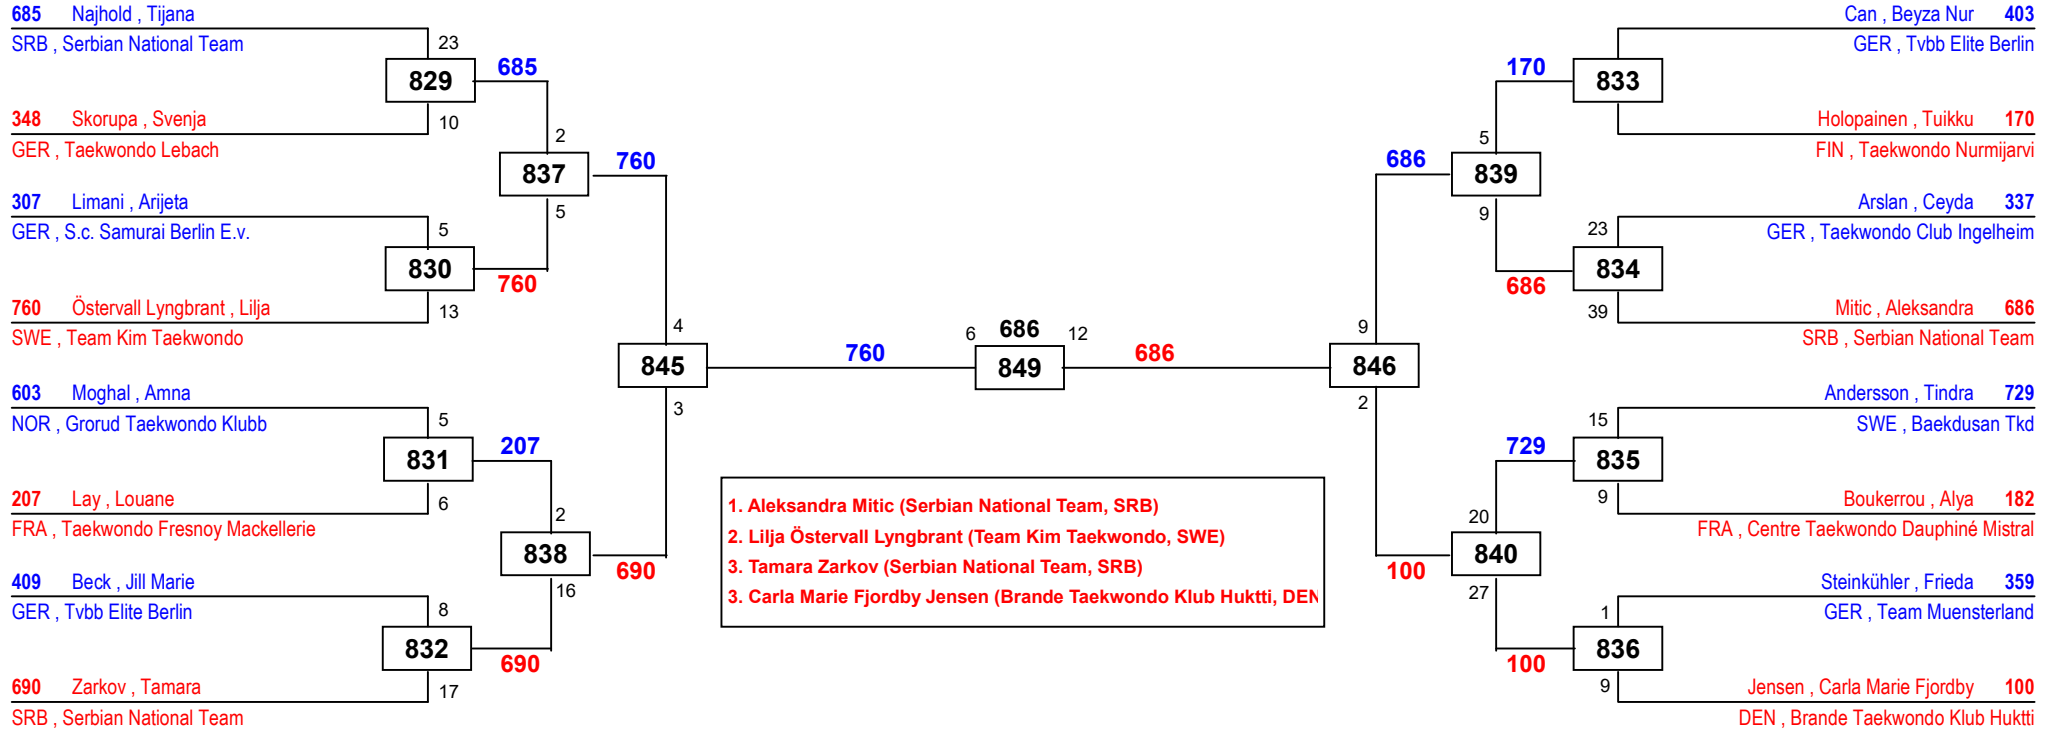 685 Najhold , Tijana
SRB , Serbian National Team
23
829
685
10
348 Skorupa , Svenja
GER , Taekwondo Lebach
2
837
760
5
307 Limani , Arijeta
GER , S.c. Samurai Berlin E.v.
5
830
760
13
760 Östervall Lyngbrant , Lilja
SWE , Team Kim Taekwondo
4
845
760
3
603 Moghal , Amna
NOR , Grorud Taekwondo Klubb
5
831
207
6
207 Lay , Louane
FRA , Taekwondo Fresnoy Mackellerie
2
838
690
16
409 Beck , Jill Marie
GER , Tvbb Elite Berlin
8
832
690
17
690 Zarkov , Tamara
SRB , Serbian National Team
6 686 12
849
1. Aleksandra Mitic (Serbian National Team, SRB)
2. Lilja Östervall Lyngbrant (Team Kim Taekwondo, SWE)
3. Tamara Zarkov (Serbian National Team, SRB)
3. Carla Marie Fjordby Jensen (Brande Taekwondo Klub Huktti, DEN
Can , Beyza Nur 403
GER , Tvbb Elite Berlin
170
833
Holopainen , Tuikku 170
FIN , Taekwondo Nurmijarvi
5
686
839
9
Arslan , Ceyda 337
GER , Taekwondo Club Ingelheim
23
834
686
39
Mitic , Aleksandra 686
SRB , Serbian National Team
9
686
846
2
Andersson , Tindra 729
SWE , Baekdusan Tkd
15
729
835
9
Boukerrou , Alya 182
FRA , Centre Taekwondo Dauphiné Mistral
20
840
100
27
Steinkühler , Frieda 359
GER , Team Muensterland
1
836
100
9
Jensen , Carla Marie Fjordby 100
DEN , Brande Taekwondo Klub Huktti